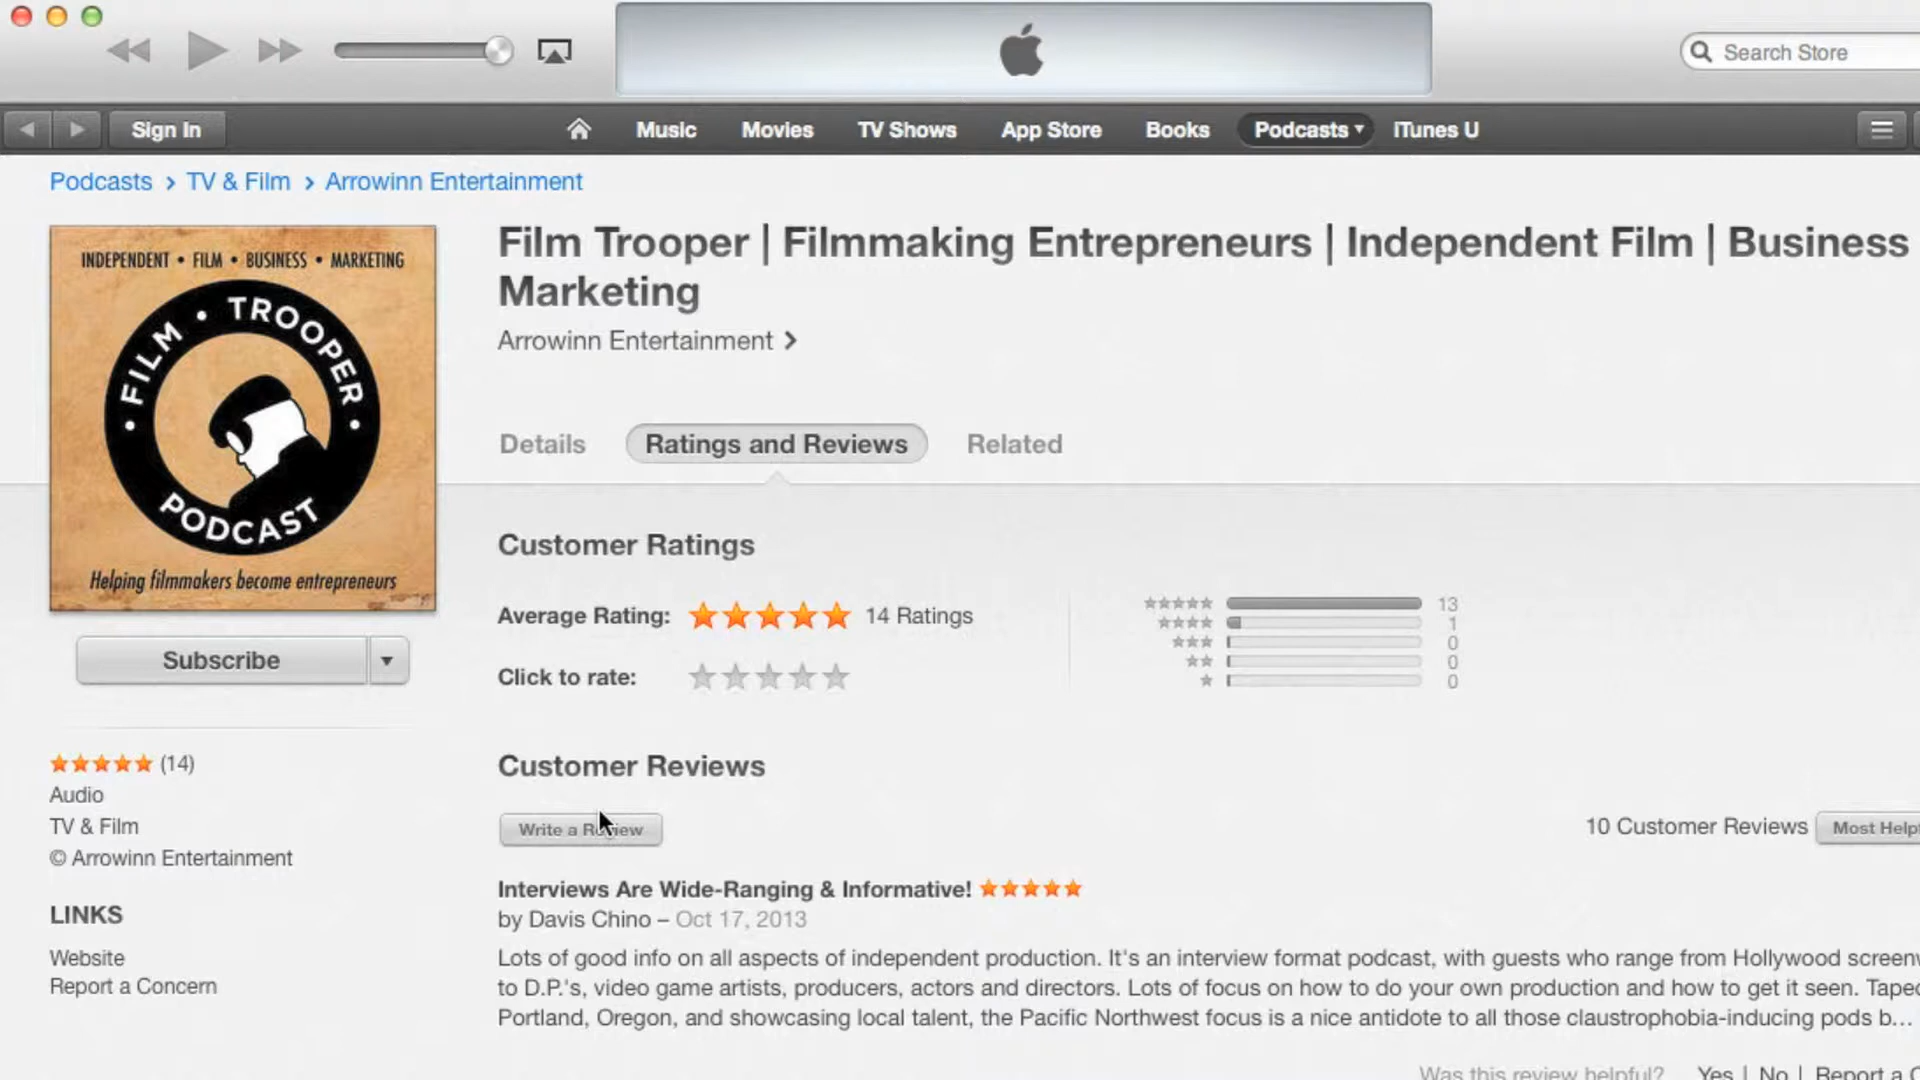 Search Store
Sign In
Music
Movies
TV Shows
App Store
Books
Podcasts
iTunes U
Podcasts > TV & Film > Arrowinn Entertainment
INDEPENDENT • FILM • BUSINESS • MARKETING
• FILM • TROOPER •
PODCAST
Helping filmmakers become entrepreneurs
Film Trooper | Filmmaking Entrepreneurs | Independent Film | Business
Marketing
Arrowinn Entertainment >
Details
Ratings and Reviews
Related
Customer Ratings
Average Rating:
14 Ratings
Click to rate:
13
1
0
0
0
Subscribe
(14)
Audio
TV & Film
© Arrowinn Entertainment
LINKS
Website
Report a Concern
Customer Reviews
Write a Review
10 Customer Reviews
Most
Interviews Are Wide-Ranging & Informative!
by Davis Chino – Oct 17, 2013
Lots of good info on all aspects of independent production. It's an interview format podcast, with guests who range from Hollywood
to D.P.'s, video game artists, producers, actors and directors. Lots of focus on how to do your own production and how to get it seen.
Portland, Oregon, and showcasing local talent, the Pacific Northwest focus is a nice antidote to all those claustrophobia-inducing pods b...
Was this review helpful? Yes | No | Report a